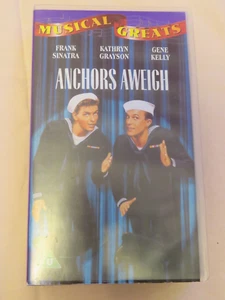 MUSICAL GREATS
FRANK SINATRA KATHRYN GRAYSON GENE KELLY
ANCHORS AWEIGH